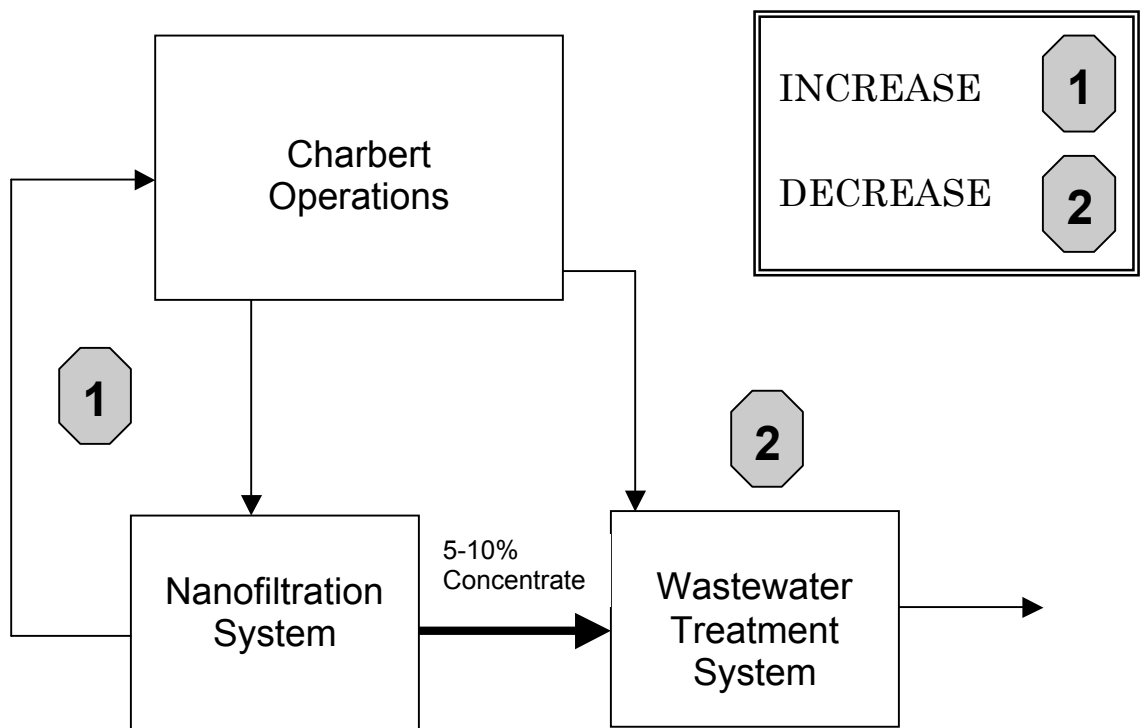 INCREASE 1
DECREASE 2
Charbert
Operations
1
2
5-10%
Concentrate
Nanofiltration
System
Wastewater
Treatment
System